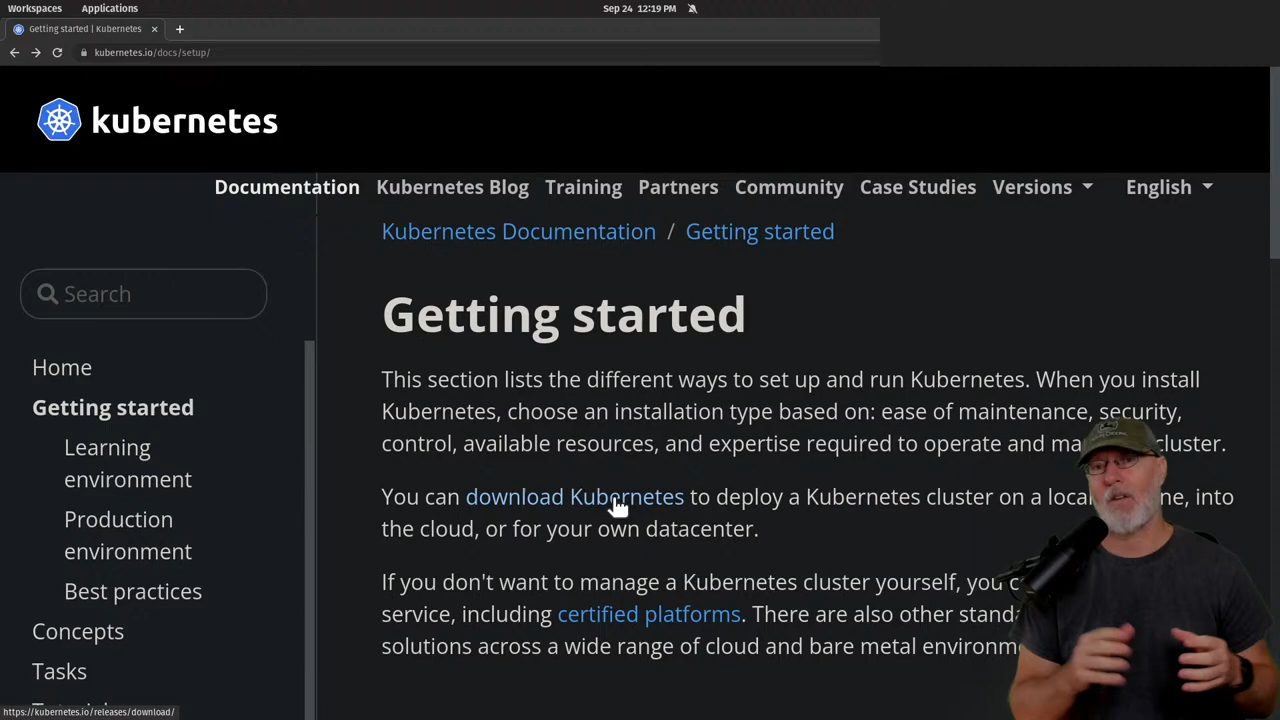 Workspaces Applications Sep 24 12:19 PM
Getting started | Kubernetes
kubernetes.io/docs/setup/
kubernetes
Documentation Kubernetes Blog Training Partners Community Case Studies Versions English
Kubernetes Documentation / Getting started
Search
Getting started
This section lists the different ways to set up and run Kubernetes. When you install
Kubernetes, choose an installation type based on: ease of maintenance, security,
control, available resources, and expertise required to operate and cluster.
You can download Kubernetes to deploy a Kubernetes cluster on a into
the cloud, or for your own datacenter.
If you don't want to manage a Kubernetes cluster yourself, you
service, including certified platforms. There are also other
solutions across a wide range of cloud and bare metal
Home
Getting started
Learning
environment
Production
environment
Best practices
Concepts
Tasks
https://kubernetes.io/releases/download/